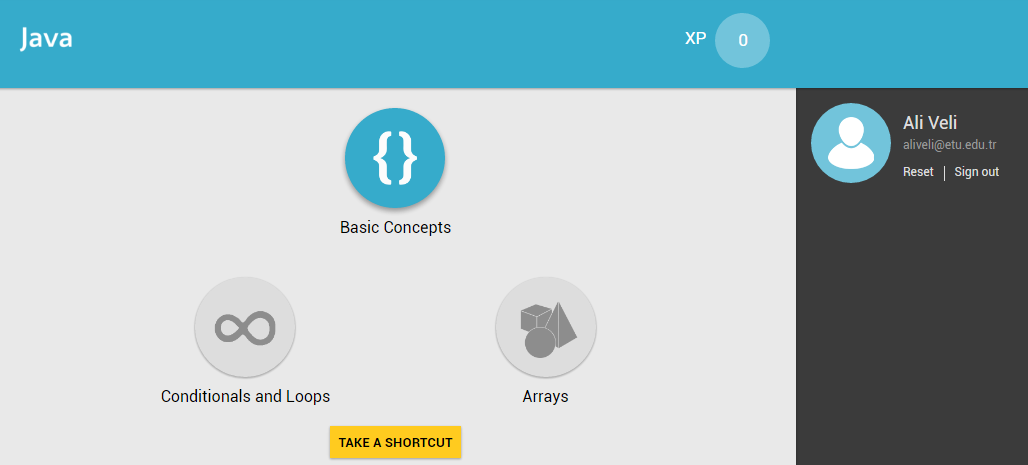 Java
XP 0
Ali Veli
aliveli@etu.edu.tr
Reset | Sign out
{ }
Basic Concepts
Conditionals and Loops
Arrays
TAKE A SHORTCUT